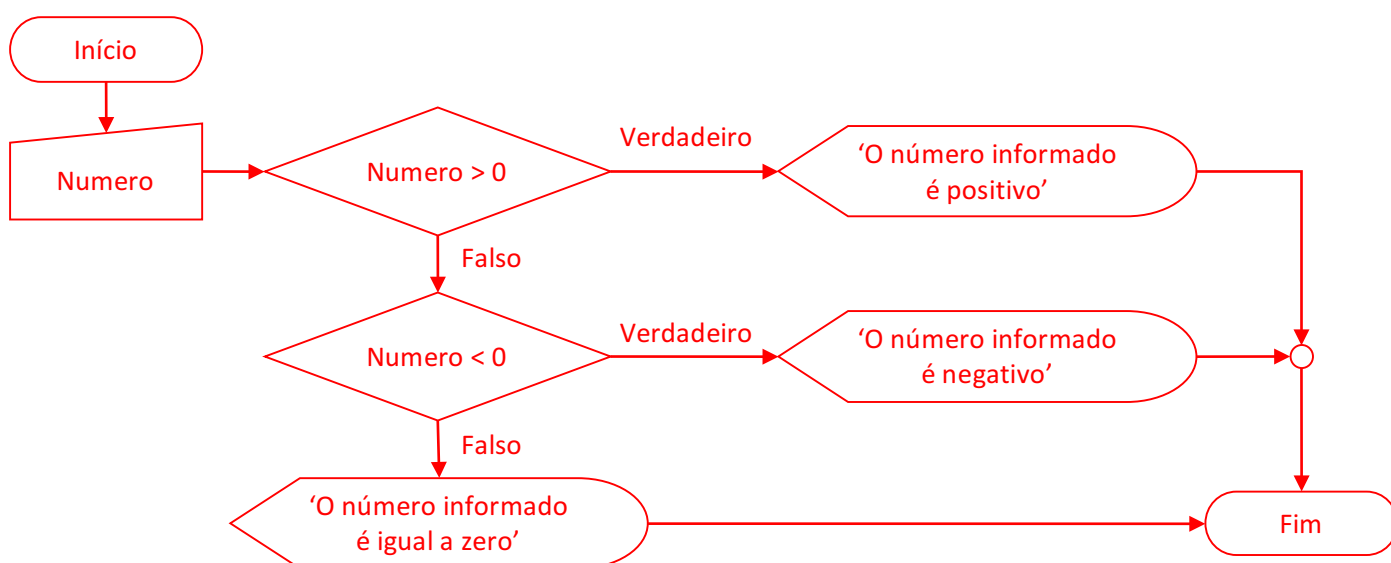 Início
Numero
Numero > 0
Verdadeiro
‘O número informado
é positivo’
Falso
Numero < 0
Verdadeiro
‘O número informado
é negativo’
Falso
‘O número informado
é igual a zero’
Fim